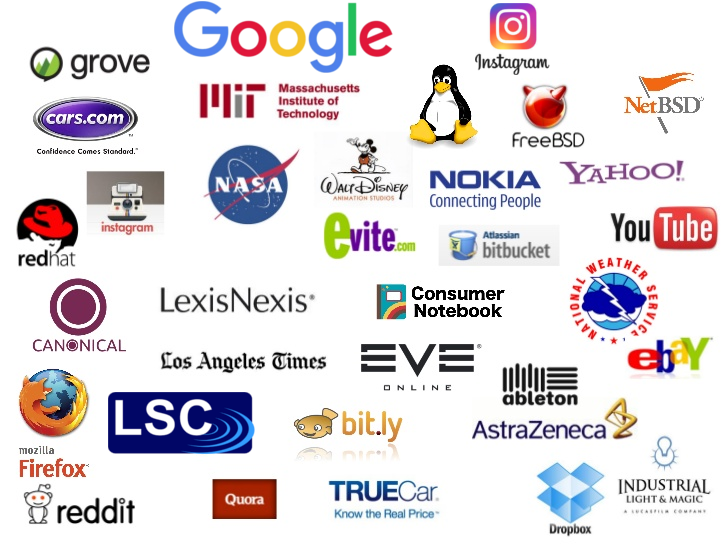 Google
Instagram
grove
MIT Massachusetts
Institute of
Technology
cars.com
Confidence Comes Standard.
FreeBSD
NetBSD
NASA
WALT DISNEY
ANIMATION STUDIOS
NOKIA
Connecting People
YAHOO!
instagram
redhat
evite.com
Atlassian
bitbucket
YouTube
NATIONAL WEATHER SERVICE
CANONICAL
LexisNexis®
Consumer
Notebook
Los Angeles Times
EVE®
ONLINE
ebaY
ableton
mozilla
Firefox
LSC
bit.ly
AstraZeneca
reddit
Quora
TRUECar.
Know the Real Price™
Dropbox
INDUSTRIAL
LIGHT & MAGIC
A LUCASFILM COMPANY